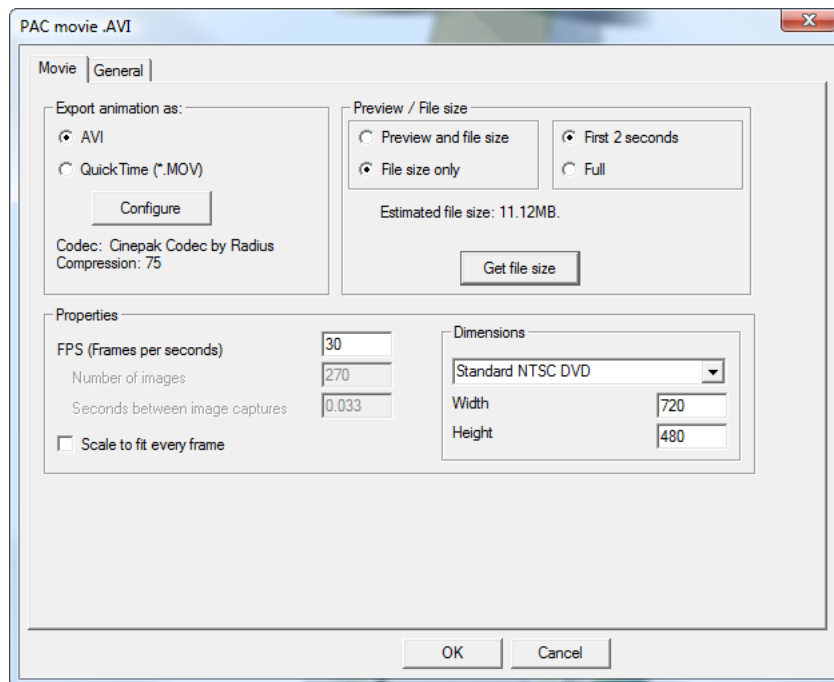 PAC movie .AVI
Movie
General
Export animation as:
AVI
QuickTime (*.MOV)
Configure
Codec: Cinepak Codec by Radius
Compression: 75
Preview / File size
Preview and file size
File size only
First 2 seconds
Full
Estimated file size: 11.12MB.
Get file size
Properties
FPS (Frames per seconds)
30
Number of images
270
Seconds between image captures
0.033
Scale to fit every frame
Dimensions
Standard NTSC DVD
Width
720
Height
480
OK
Cancel